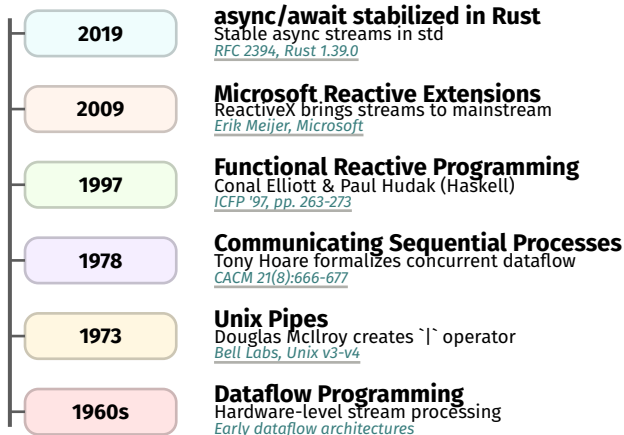 2019
async/await stabilized in Rust
Stable async streams in std
RFC 2394, Rust 1.39.0
2009
Microsoft Reactive Extensions
ReactiveX brings streams to mainstream
Erik Meijer, Microsoft
1997
Functional Reactive Programming
Conal Elliott & Paul Hudak (Haskell)
ICFP '97, pp. 263-273
1978
Communicating Sequential Processes
Tony Hoare formalizes concurrent dataflow
CACM 21(8):666-677
1973
Unix Pipes
Douglas McIlroy creates `|` operator
Bell Labs, Unix v3-v4
1960s
Dataflow Programming
Hardware-level stream processing
Early dataflow architectures